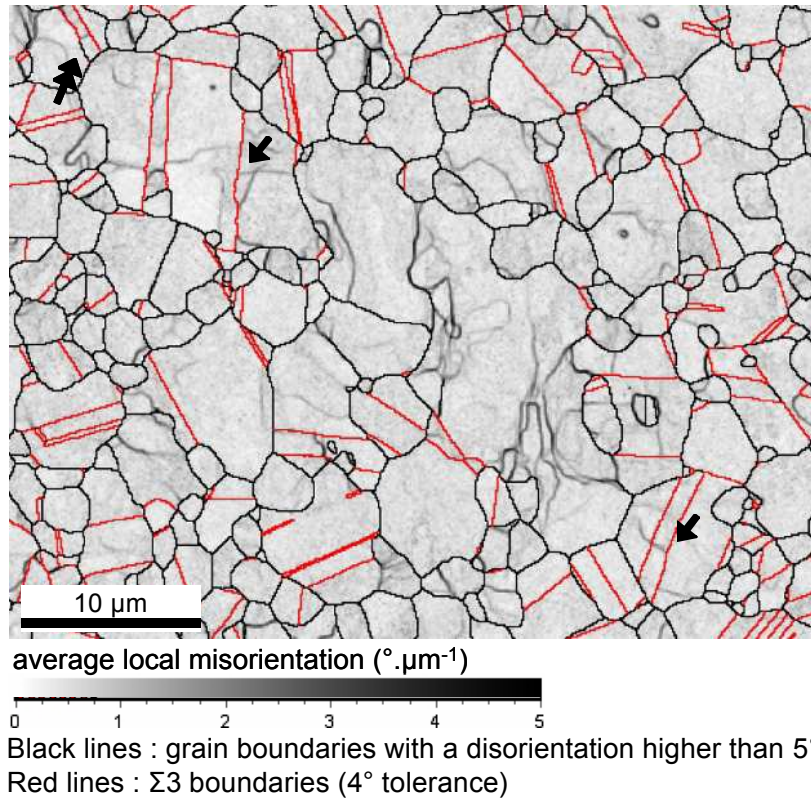 10 µm
average local misorientation (°.µm-1)
0 1 2 3 4 5
Black lines : grain boundaries with a disorientation higher than 5°
Red lines : Σ3 boundaries (4° tolerance)